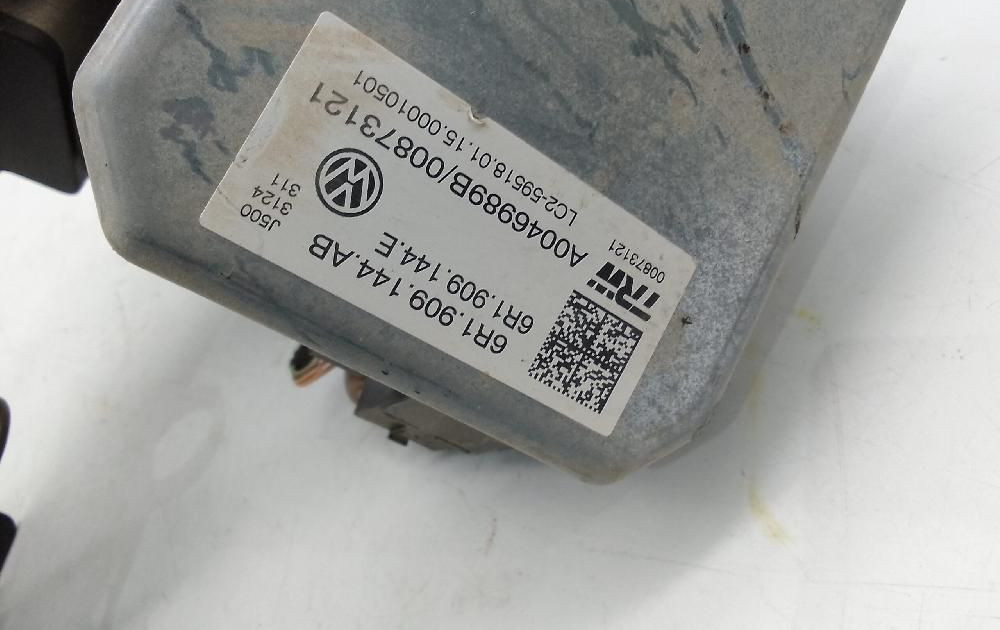 6R1.909.144.AB
6R1.909.144.E
J500
3124
311
TRW
00873121
A0046989B/00873121
LC2-59518.01.15.00010501